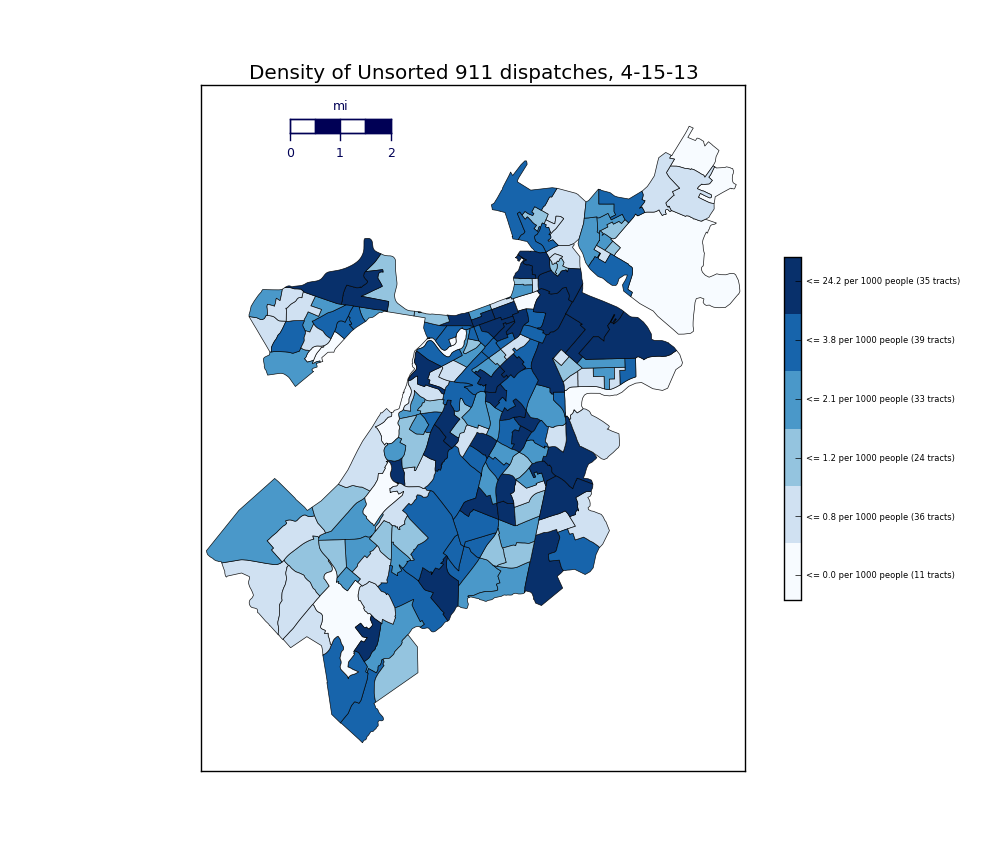 Density of Unsorted 911 dispatches, 4-15-13
mi
0 1 2
<= 24.2 per 1000 people (35 tracts)
<= 3.8 per 1000 people (39 tracts)
<= 2.1 per 1000 people (33 tracts)
<= 1.2 per 1000 people (24 tracts)
<= 0.8 per 1000 people (36 tracts)
<= 0.0 per 1000 people (11 tracts)